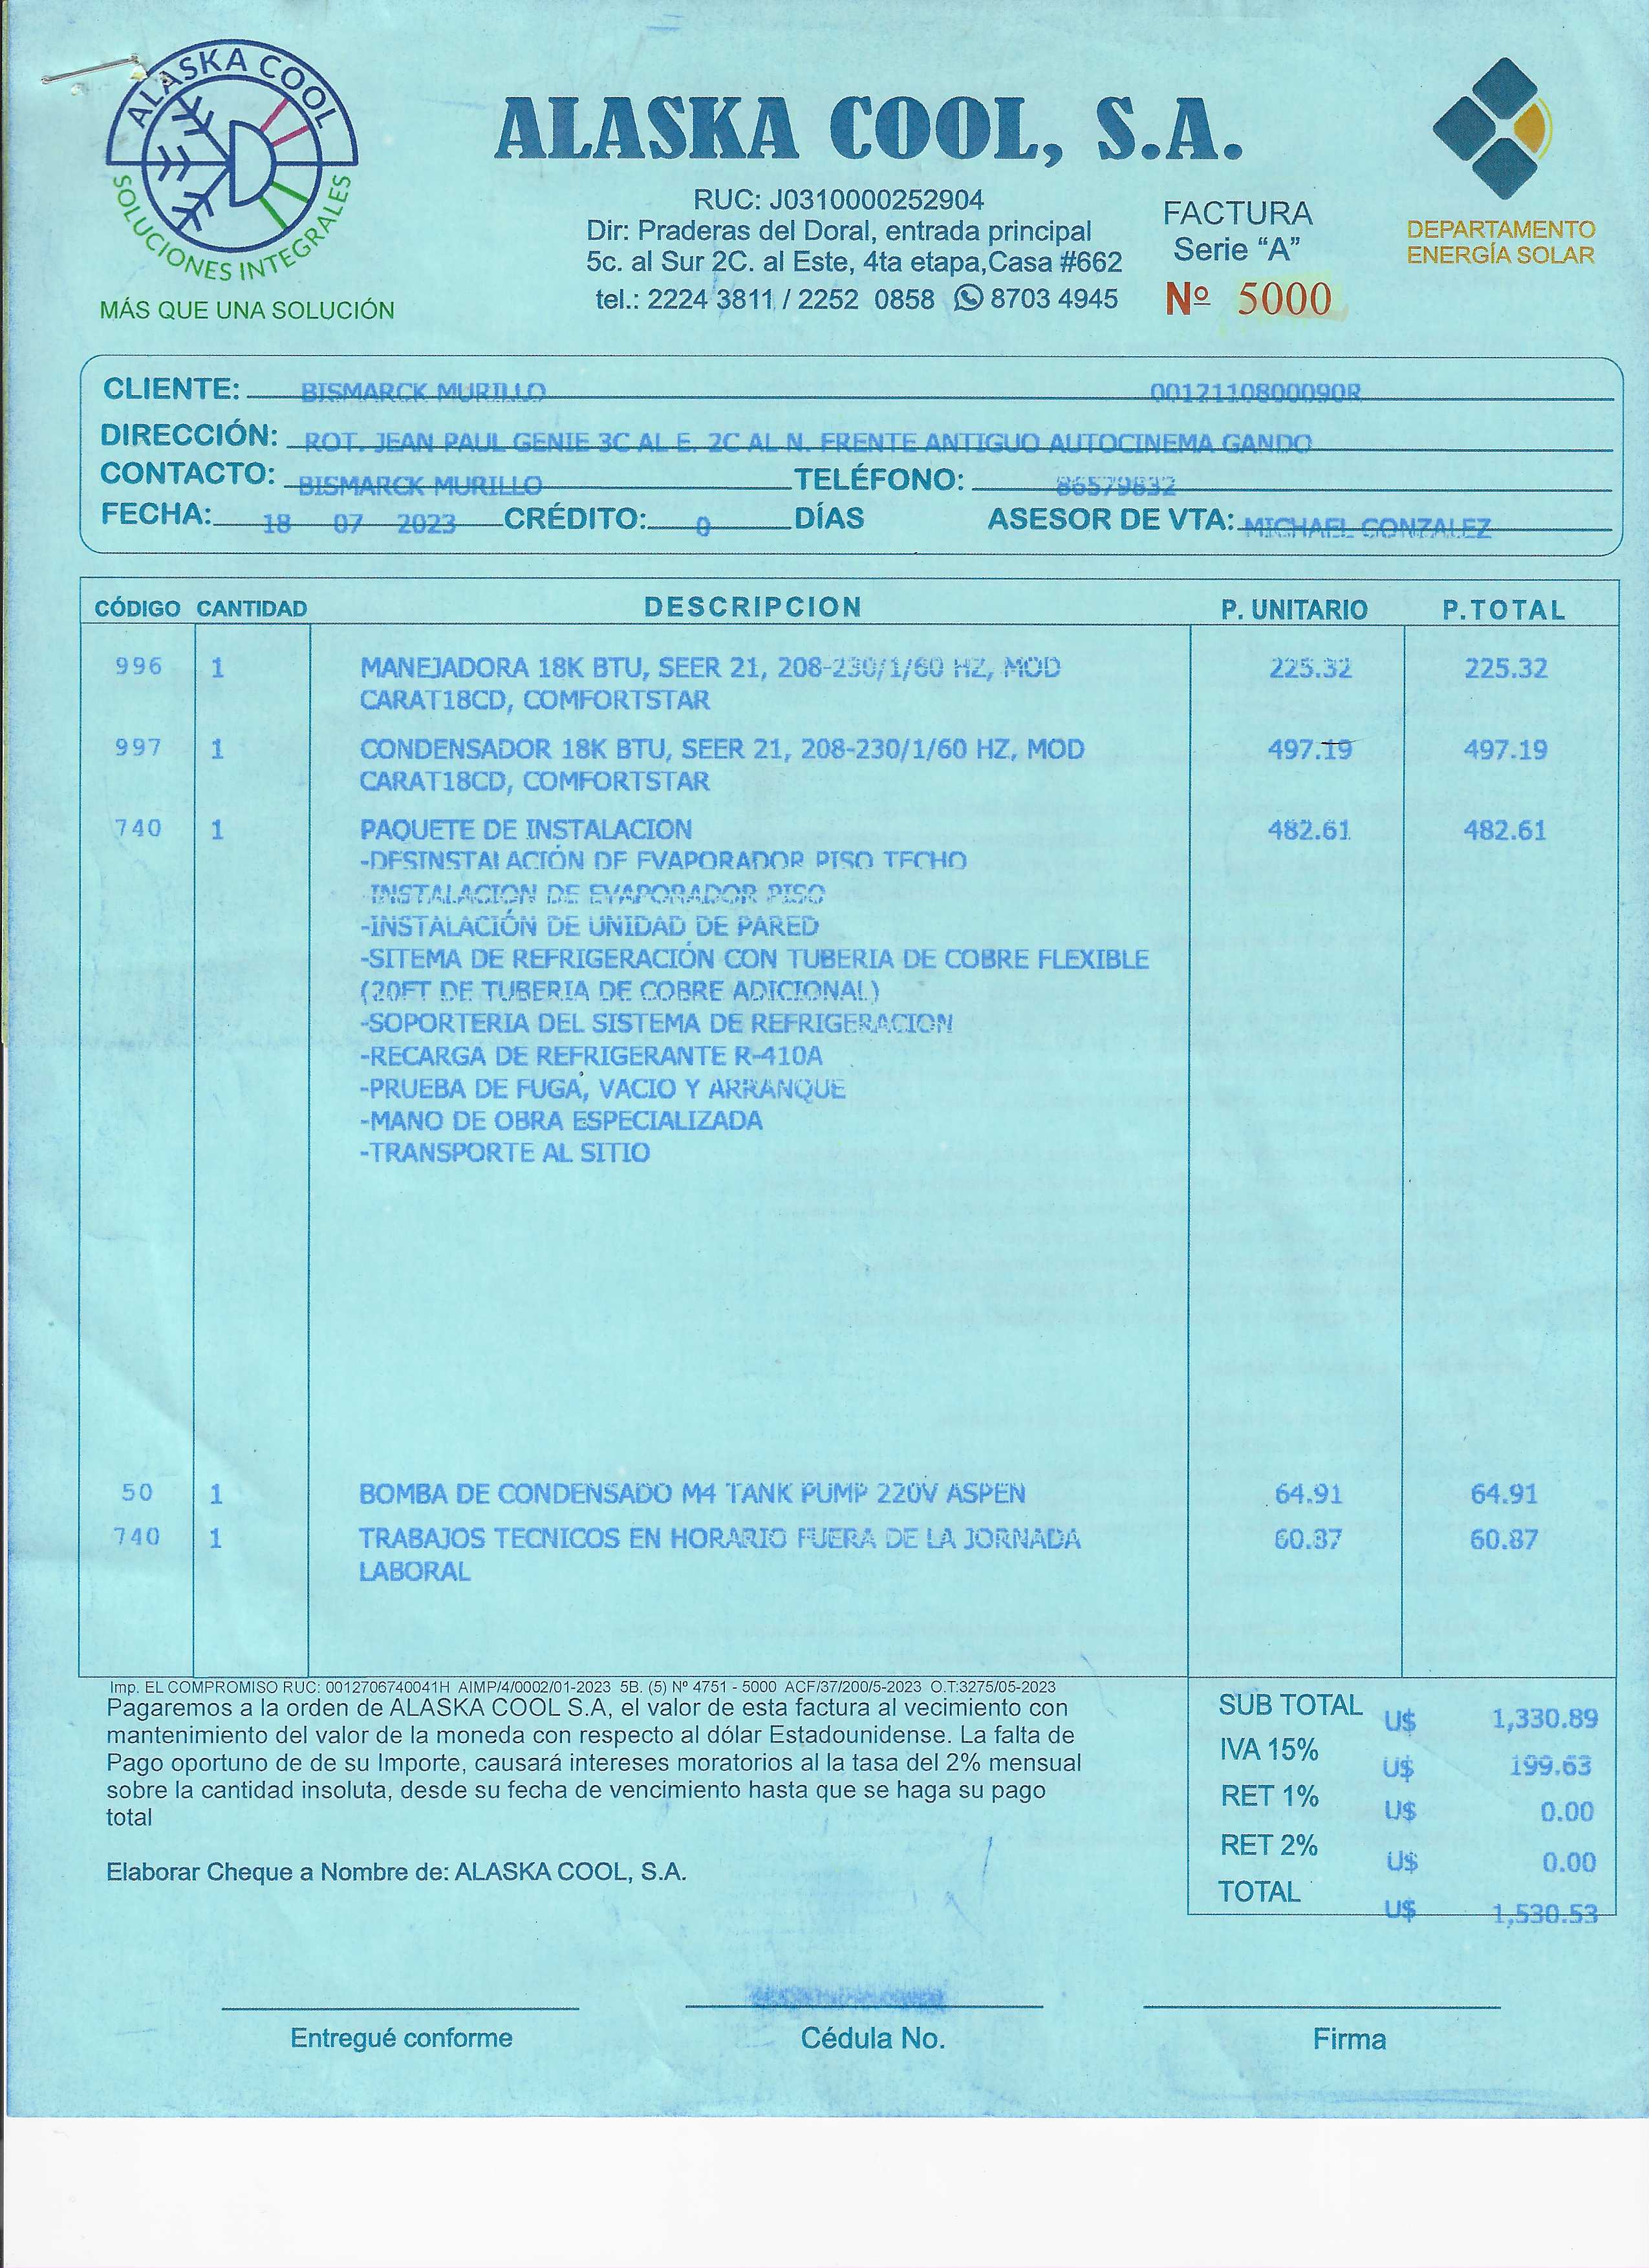 ALASKA COOL
SOLUCIONES INTEGRALES
MÁS QUE UNA SOLUCIÓN
ALASKA COOL, S.A.
RUC: J0310000252904
Dir: Praderas del Doral, entrada principal
5c. al Sur 2C. al Este, 4ta etapa,Casa #662
tel.: 2224 3811 / 2252 0858 8703 4945
FACTURA
Serie "A"
Nº 5000
DEPARTAMENTO
ENERGÍA SOLAR
CLIENTE: BISMARCK MURILLO 0012110800090R
DIRECCIÓN: ROT. JEAN PAUL GENIE 3C AL E. 2C AL N. FRENTE ANTIGUO AUTOCINEMA GANDO
CONTACTO: BISMARCK MURILLO TELÉFONO: 86579832
FECHA: 18 07 2023 CRÉDITO: 0 DÍAS ASESOR DE VTA: MICHAEL GONZALEZ
CÓDIGO CANTIDAD DESCRIPCION P. UNITARIO P.TOTAL
996 1 MANEJADORA 18K BTU, SEER 21, 208-230/1/60 HZ, MOD 225.32 225.32
CARAT18CD, COMFORTSTAR
997 1 CONDENSADOR 18K BTU, SEER 21, 208-230/1/60 HZ, MOD 497.19 497.19
CARAT18CD, COMFORTSTAR
740 1 PAQUETE DE INSTALACION 482.61 482.61
-DESINSTALACIÓN DE EVAPORADOR PISO TECHO
-INSTALACION DE EVAPORADOR PISO
-INSTALACIÓN DE UNIDAD DE PARED
-SITEMA DE REFRIGERACIÓN CON TUBERIA DE COBRE FLEXIBLE
(20FT DE TUBERIA DE COBRE ADICIONAL)
-SOPORTERIA DEL SISTEMA DE REFRIGERACION
-RECARGA DE REFRIGERANTE R-410A
-PRUEBA DE FUGA, VACIO Y ARRANQUE
-MANO DE OBRA ESPECIALIZADA
-TRANSPORTE AL SITIO
50 1 BOMBA DE CONDENSADO M4 TANK PUMP 220V ASPEN 64.91 64.91
740 1 TRABAJOS TECNICOS EN HORARIO FUERA DE LA JORNADA 60.87 60.87
LABORAL
Imp. EL COMPROMISO RUC: 0012706740041H AIMP/4/0002/01-2023 5B. (5) Nº 4751 - 5000 ACF/37/200/5-2023 O.T:3275/05-2023
Pagaremos a la orden de ALASKA COOL S.A, el valor de esta factura al vecimiento con
mantenimiento del valor de la moneda con respecto al dólar Estadounidense. La falta de
Pago oportuno de de su Importe, causará intereses moratorios al la tasa del 2% mensual
sobre la cantidad insoluta, desde su fecha de vencimiento hasta que se haga su pago
total
Elaborar Cheque a Nombre de: ALASKA COOL, S.A.
SUB TOTAL U$ 1,330.89
IVA 15% U$ 199.63
RET 1% U$ 0.00
RET 2% U$ 0.00
TOTAL U$ 1,530.53
Entregué conforme
Cédula No.
Firma